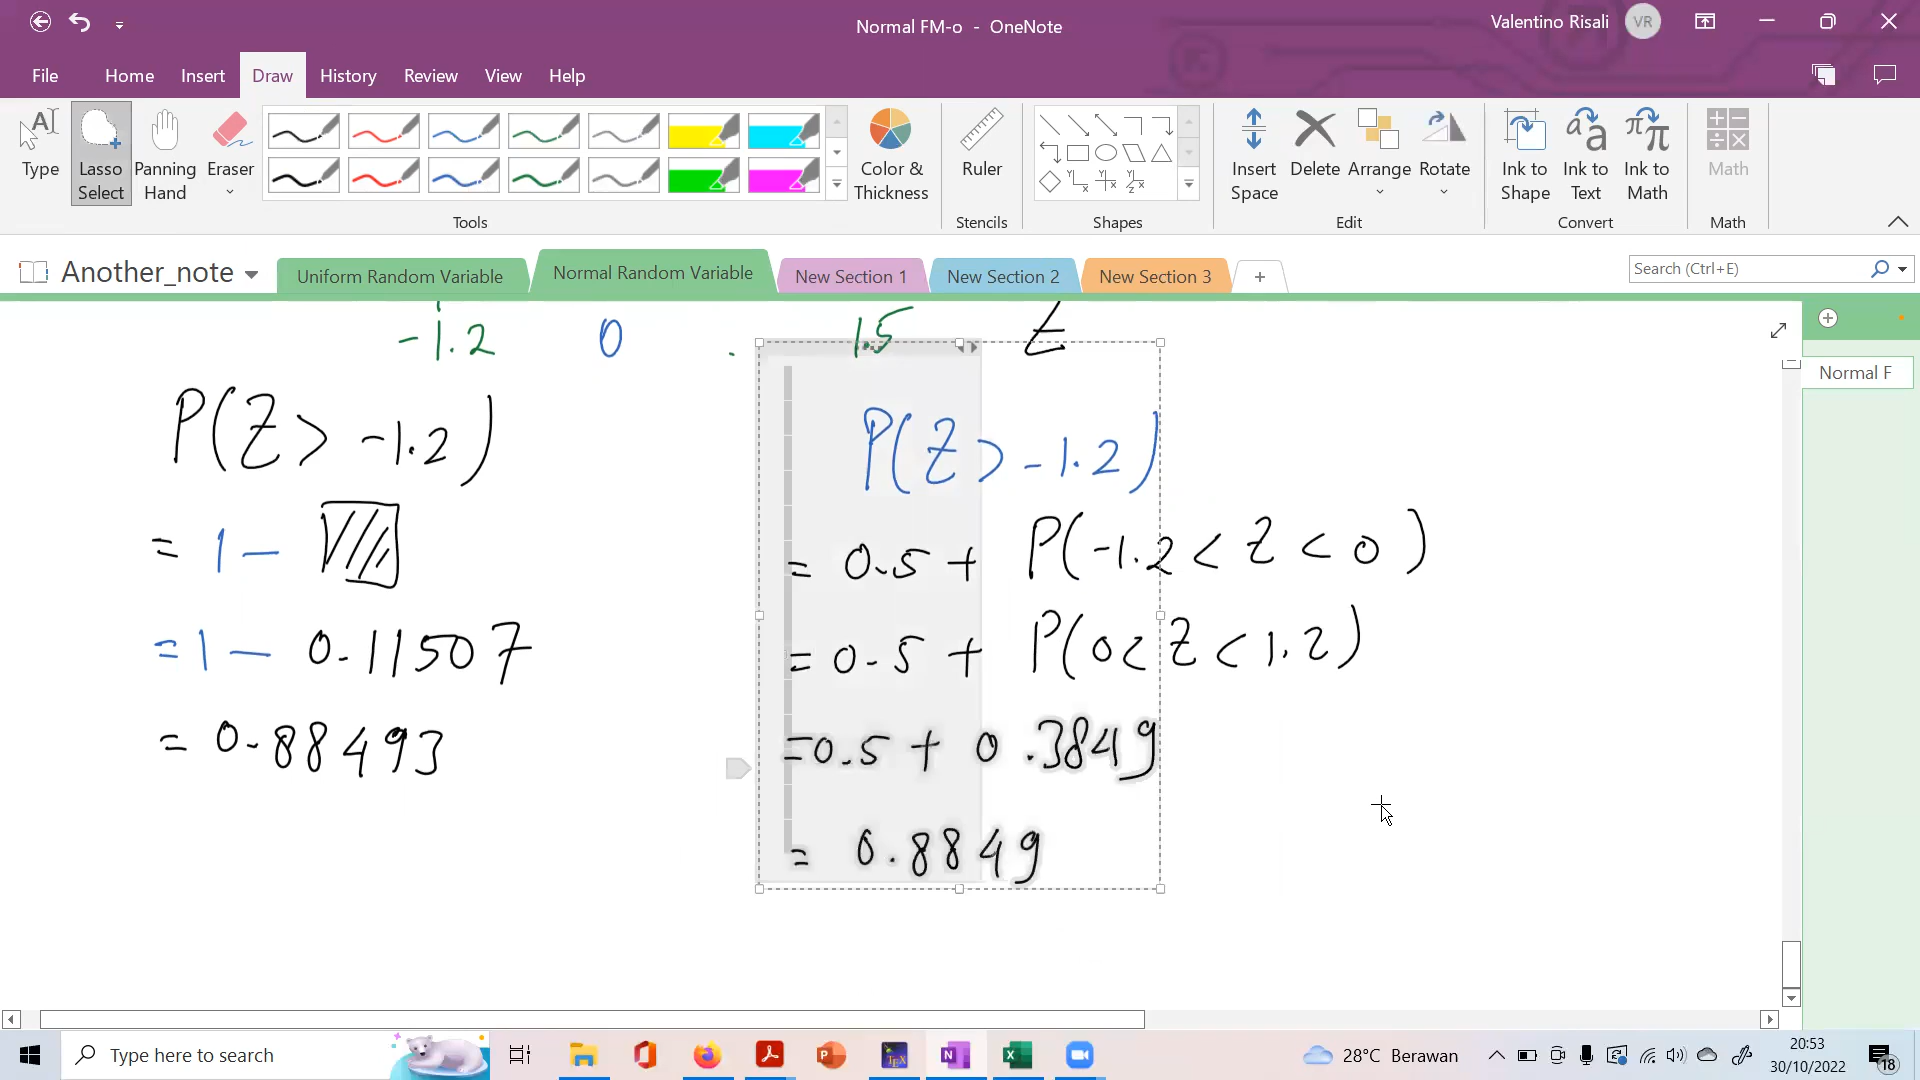 Normal FM-o - OneNote
Valentino Risali
VR
File Home Insert Draw History Review View Help
Type
Lasso Select
Panning Hand
Eraser
Color & Thickness
Ruler
Insert Space
Delete
Arrange
Rotate
Ink to Shape
Ink to Text
Ink to Math
Math
Tools
Stencils
Shapes
Edit
Convert
Math
Another_note
Uniform Random Variable
Normal Random Variable
New Section 1
New Section 2
New Section 3
+
Search (Ctrl+E)
Normal F
-1.2 0 1.5 Z
P(Z > -1.2)
= 1 -
= 1 - 0.11507
= 0.88493
P(Z > -1.2)
= 0.5 + P(-1.2 < Z < 0)
= 0.5 + P(0 < Z < 1.2)
= 0.5 + 0.3849
= 0.8849
Type here to search
28°C Berawan
20:53
30/10/2022
18